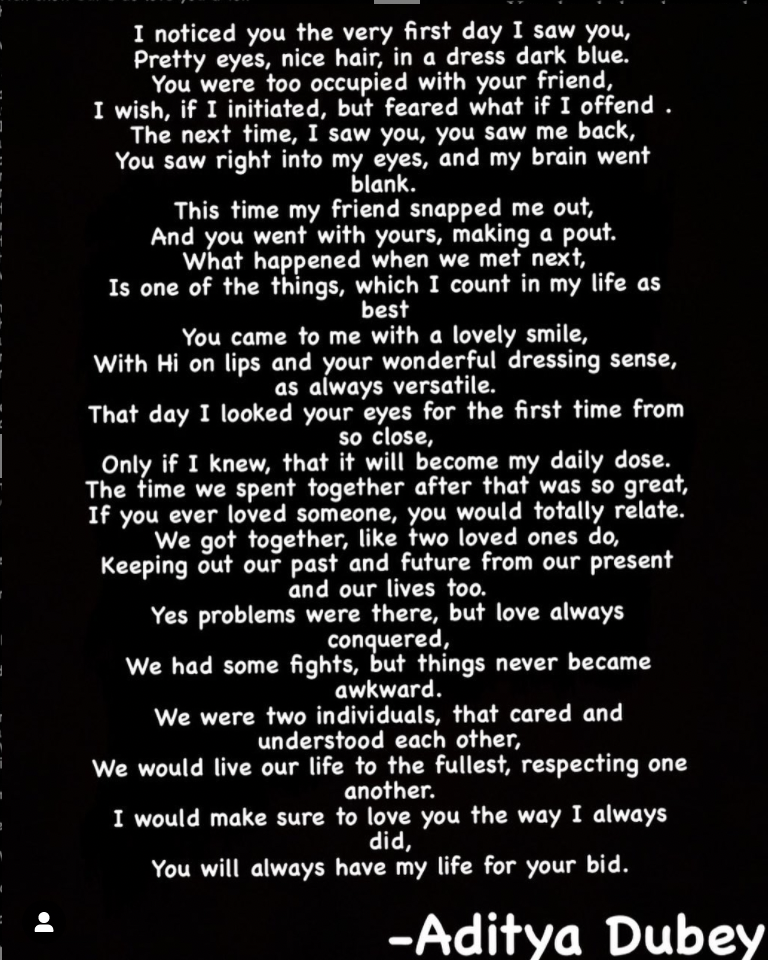 I noticed you the very first day I saw you,
Pretty eyes, nice hair, in a dress dark blue.
You were too occupied with your friend,
I wish, if I initiated, but feared what if I offend .
The next time, I saw you, you saw me back,
You saw right into my eyes, and my brain went
blank.
This time my friend snapped me out,
And you went with yours, making a pout.
What happened when we met next,
Is one of the things, which I count in my life as
best
You came to me with a lovely smile,
With Hi on lips and your wonderful dressing sense,
as always versatile.
That day I looked your eyes for the first time from
so close,
Only if I knew, that it will become my daily dose.
The time we spent together after that was so great,
If you ever loved someone, you would totally relate.
We got together, like two loved ones do,
Keeping out our past and future from our present
and our lives too.
Yes problems were there, but love always
conquered,
We had some fights, but things never became
awkward.
We were two individuals, that cared and
understood each other,
We would live our life to the fullest, respecting one
another.
I would make sure to love you the way I always
did,
You will always have my life for your bid.
-Aditya Dubey